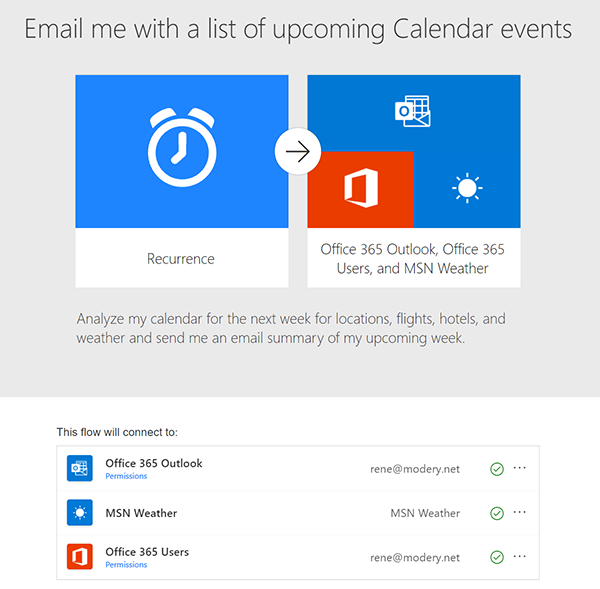 Email me with a list of upcoming Calendar events
Recurrence
Office 365 Outlook, Office 365
Users, and MSN Weather
Analyze my calendar for the next week for locations, flights, hotels, and
weather and send me an email summary of my upcoming week.
This flow will connect to:
Office 365 Outlook
Permissions
rene@modery.net
MSN Weather
MSN Weather
Office 365 Users
Permissions
rene@modery.net